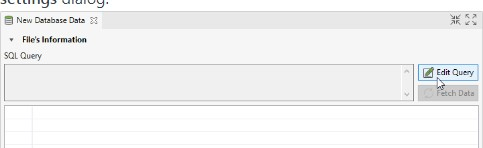 settings dialog.
New Database Data
File's Information
SQL Query
Edit Query
Fetch Data